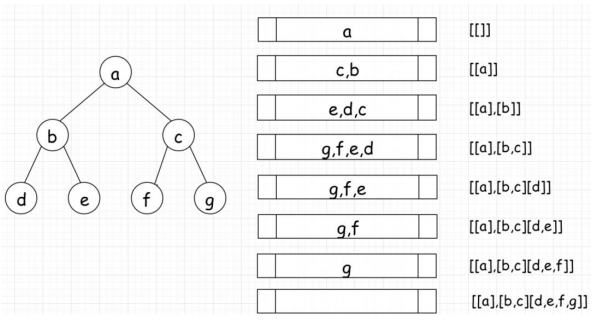 a
b
c
d
e
f
g
a
[[]]
c,b
[[a]]
e,d,c
[[a],[b]]
g,f,e,d
[[a],[b,c]]
g,f,e
[[a],[b,c][d]]
g,f
[[a],[b,c][d,e]]
g
[[a],[b,c][d,e,f]]
[[a],[b,c][d,e,f,g]]